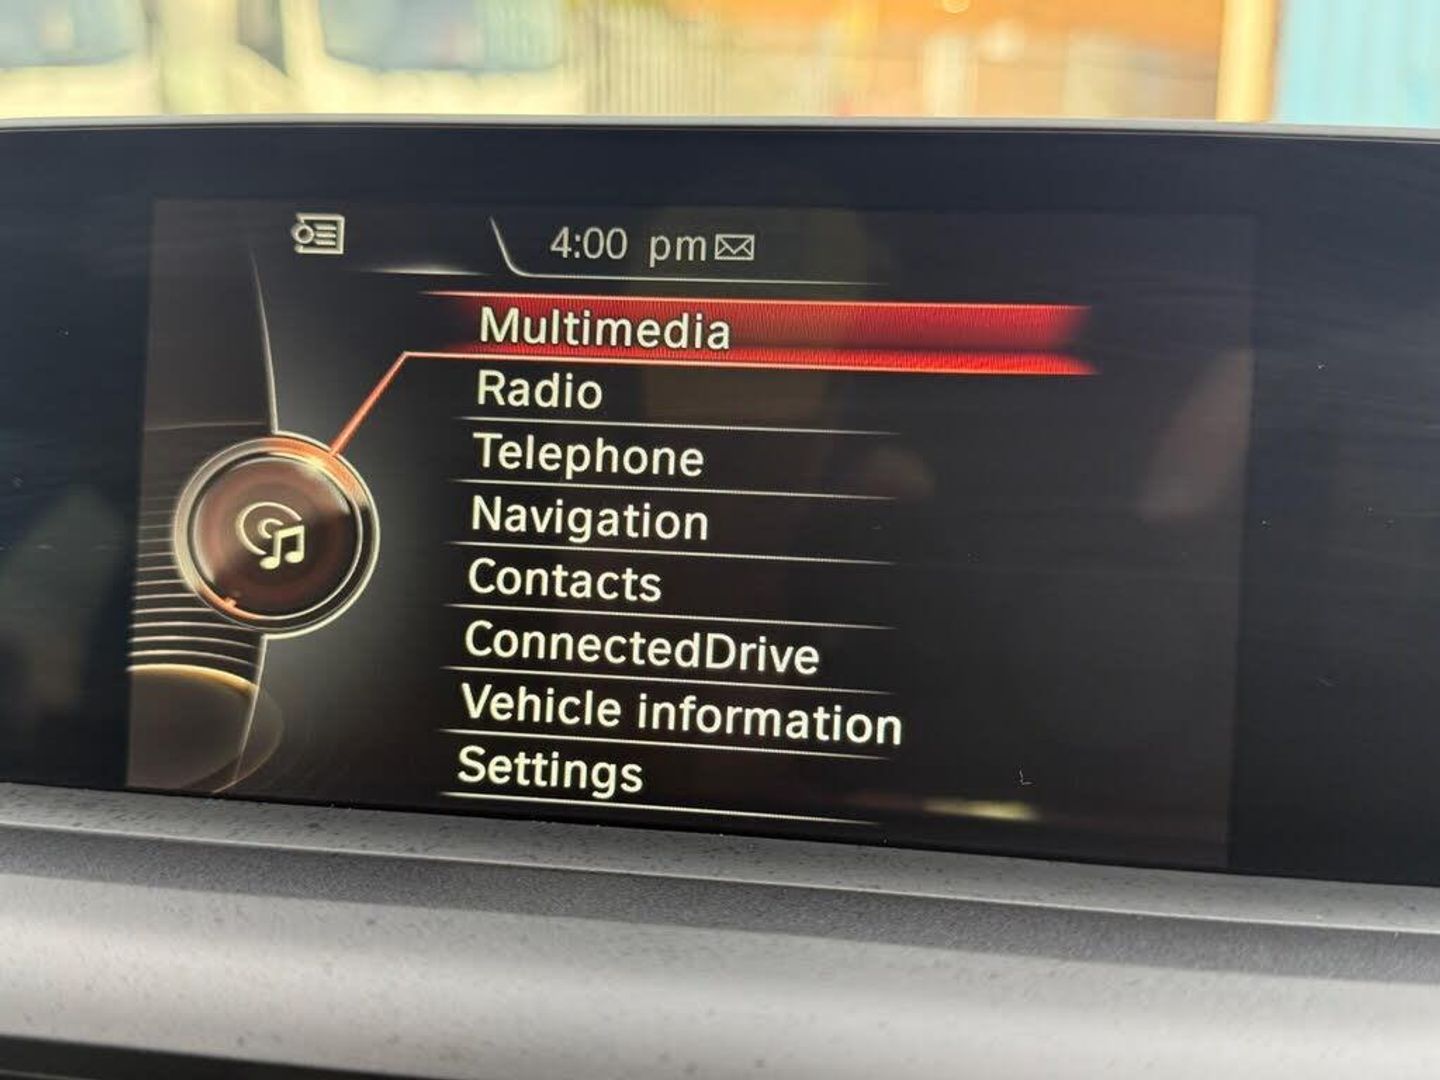 4:00 pm
Multimedia
Radio
Telephone
Navigation
Contacts
ConnectedDrive
Vehicle information
Settings